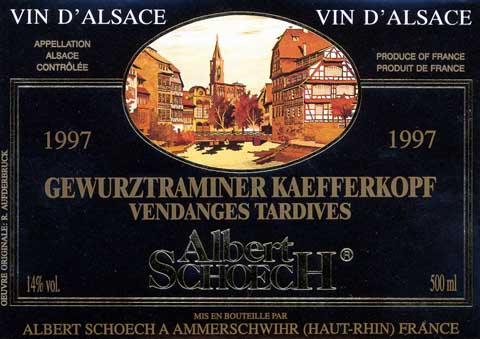 VIN D'ALSACE
VIN D'ALSACE
APPELLATION
ALSACE
CONTRÔLÉE
PRODUCE OF FRANCE
PRODUIT DE FRANCE
1997
1997
GEWURZTRAMINER KAEFFERKOPF
VENDANGES TARDIVES
Albert
SCHOECH ®
14% vol.
500 ml
OEUVRE ORIGINALE: R. AUFDERBRUCK
MIS EN BOUTEILLE PAR
ALBERT SCHOECH A AMMERSCHWIHR (HAUT-RHIN) FRANCE